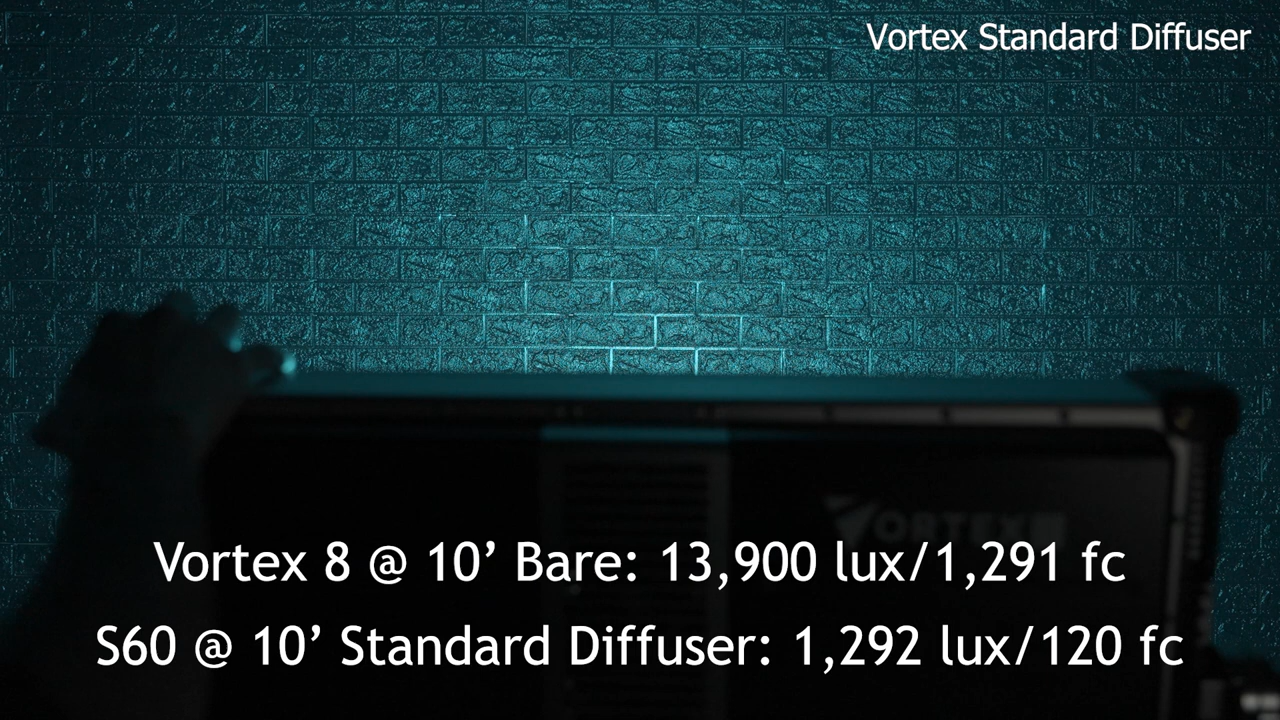 Vortex Standard Diffuser
VORTEX8
Vortex 8 @ 10’ Bare: 13,900 lux/1,291 fc
S60 @ 10’ Standard Diffuser: 1,292 lux/120 fc